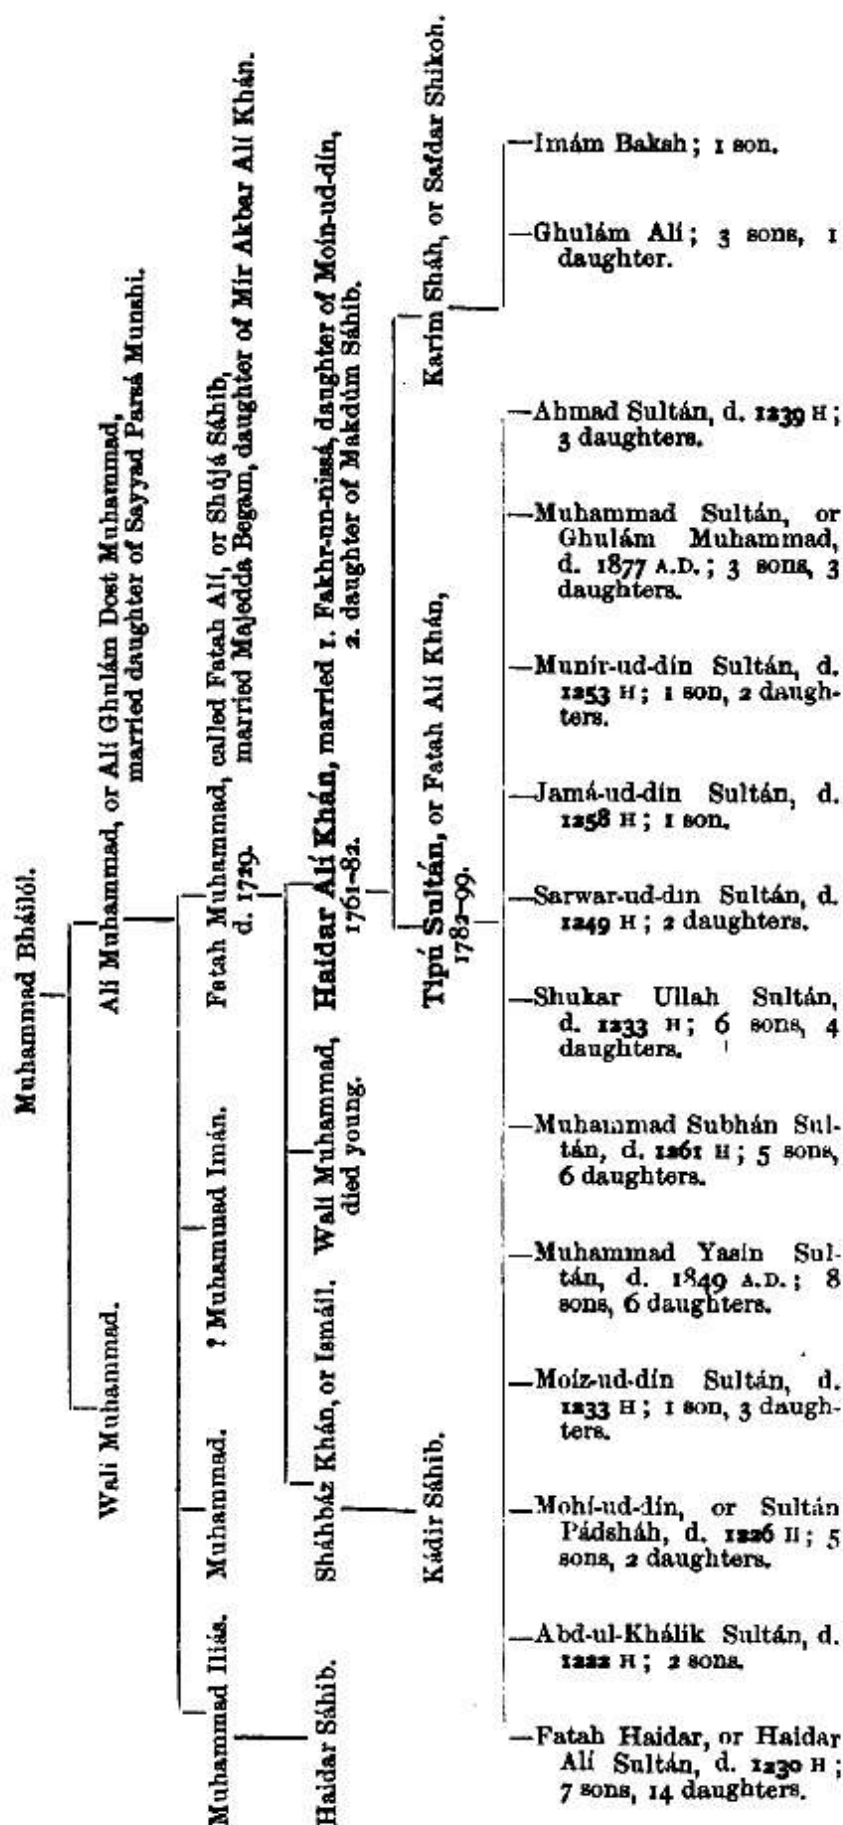 Muhammad Bháilól.
Wali Muhammad.
Alí Muhammad, or Alí Ghulám Dost Muhammad,
married daughter of Sayyad Parsá Munshi.
Muhammad Iliás.
Muhammad.
? Muhammad Imán.
Fatah Muhammad, called Fatah Alí, or Shújá Sáhib,
d. 1729.
married Majedda Begam, daughter of Mír Akbar Alí Khán.
Haidar Sáhib.
Sháhbáz Khán, or Ismáíl.
Wali Muhammad,
died young.
Haidar Alí Khán, married 1. Fakhr-un-nissá, daughter of Moín-ud-dín,
1761–82.
2. daughter of Makdúm Sáhib.
Kádir Sáhib.
Tipú Sultán, or Fatah Alí Khán,
1782–99.
Karím Sháh, or Safdar Shikoh.
Imám Baksh; 1 son.
Ghulám Alí; 3 sons, 1
daughter.
Ahmad Sultán, d. 1239 H;
3 daughters.
Muhammad Sultán, or
Ghulám Muhammad,
d. 1877 A.D.; 3 sons, 3
daughters.
Munír-ud-dín Sultán, d.
1253 H; 1 son, 2 daugh-
ters.
Jamá-ud-dín Sultán, d.
1258 H; 1 son.
Sarwar-ud-dín Sultán, d.
1249 H; 2 daughters.
Shukar Ullah Sultán,
d. 1233 H; 6 sons, 4
daughters.
Muhammad Subhán Sul-
tán, d. 1261 H; 5 sons,
6 daughters.
Muhammad Yasín Sul-
tán, d. 1849 A.D.; 8
sons, 6 daughters.
Moíz-ud-dín Sultán, d.
1233 H; 1 son, 3 daugh-
ters.
Mohí-ud-dín, or Sultán
Pádsháh, d. 1226 H; 5
sons, 2 daughters.
Abd-ul-Khálik Sultán, d.
1222 H; 2 sons.
Fatah Haidar, or Haidar
Alí Sultán, d. 1230 H;
7 sons, 14 daughters.